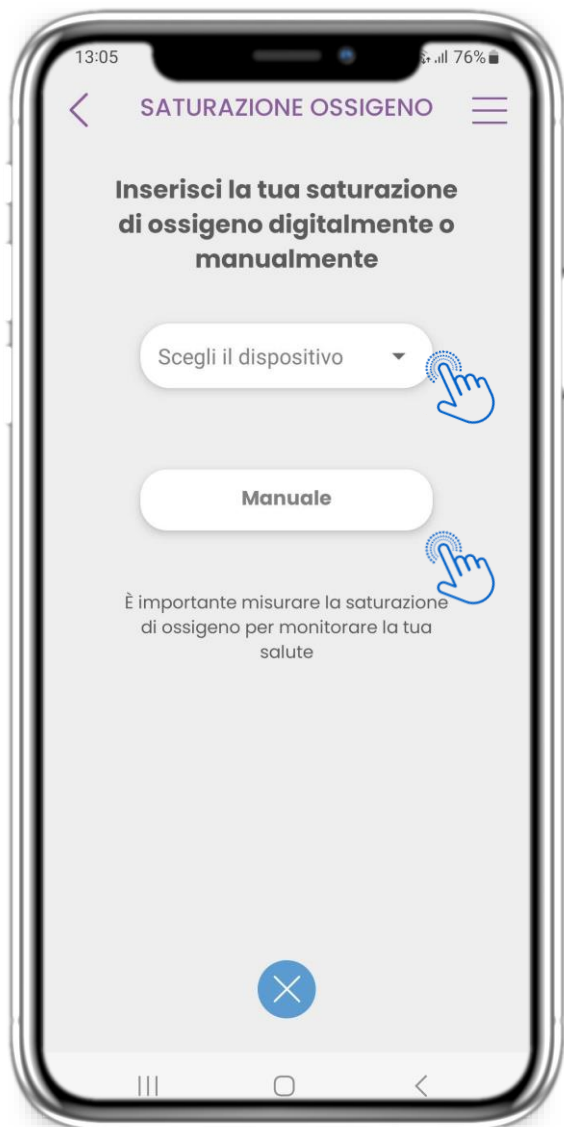 13:05
76%
SATURAZIONE OSSIGENO
Inserisci la tua saturazione
di ossigeno digitalmente o
manualmente
Scegli il dispositivo
Manuale
È importante misurare la saturazione
di ossigeno per monitorare la tua
salute